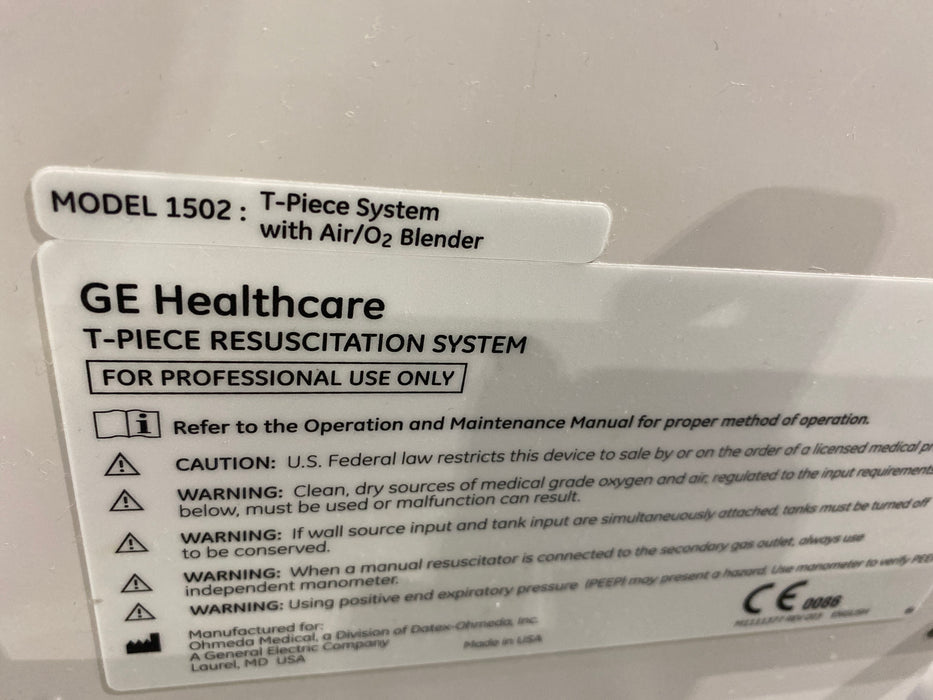 MODEL 1502 : T-Piece System
with Air/O₂ Blender
GE Healthcare
T-PIECE RESUSCITATION SYSTEM
FOR PROFESSIONAL USE ONLY
Refer to the Operation and Maintenance Manual for proper method of operation.
CAUTION: U.S. Federal law restricts this device to sale by or on the order of a licensed medical
WARNING: Clean, dry sources of medical grade oxygen and air, regulated to the input requirements
below, must be used or malfunction can result.
WARNING: If wall source input and tank input are simultaneuously attached, tanks must be turned off
to be conserved.
WARNING: When a manual resuscitator is connected to the secondary gas outlet, always use
independent manometer.
WARNING: Using positive end expiratory pressure (PEEP) may present a hazard. Use manometer to verify
Manufactured for:
Ohmeda Medical, a Division of Datex-Ohmeda, Inc.
A General Electric Company
Laurel, MD USA
Made in USA
CE 0086
ENGLISH